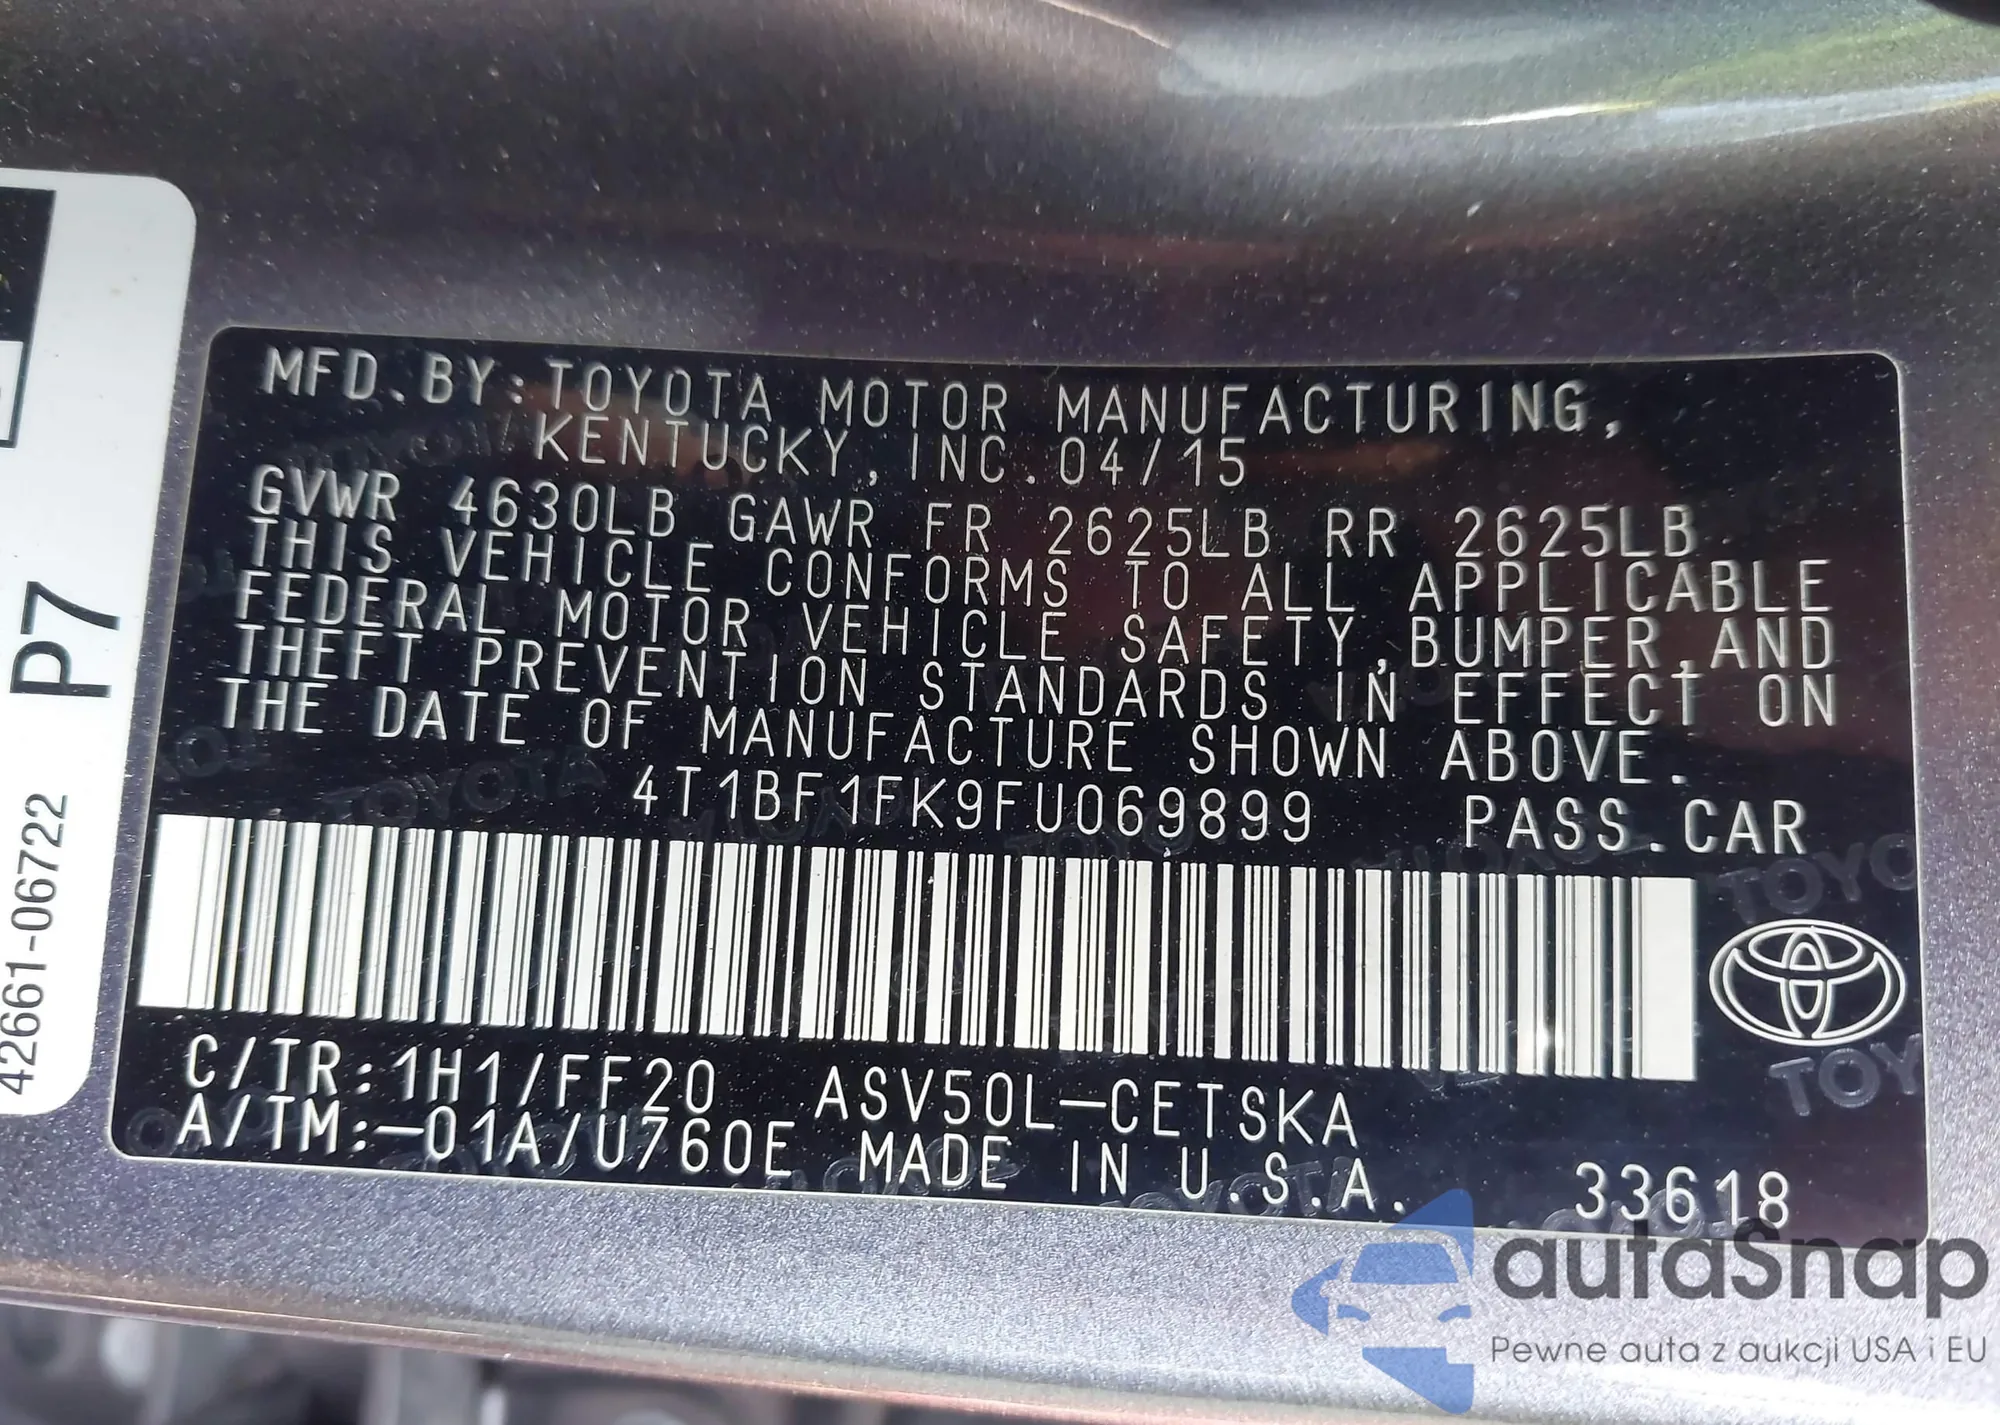 MFD.BY:TOYOTA MOTOR MANUFACTURING,
KENTUCKY, INC. 04/15
GVWR 4630LB GAWR FR 2625LB RR 2625LB
THIS VEHICLE CONFORMS TO ALL APPLICABLE
FEDERAL MOTOR VEHICLE SAFETY,BUMPER,AND
THEFT PREVENTION STANDARDS IN EFFECT ON
THE DATE OF MANUFACTURE SHOWN ABOVE.
4T1BF1FK9FU069899 PASS.CAR
C/TR:1H1/FF20 ASV50L-CETSKA
A/TM:-01A/U760E MADE IN U.S.A. 33618
42661-06722 P7
autoSnap
Pewne auta z aukcji USA i EU